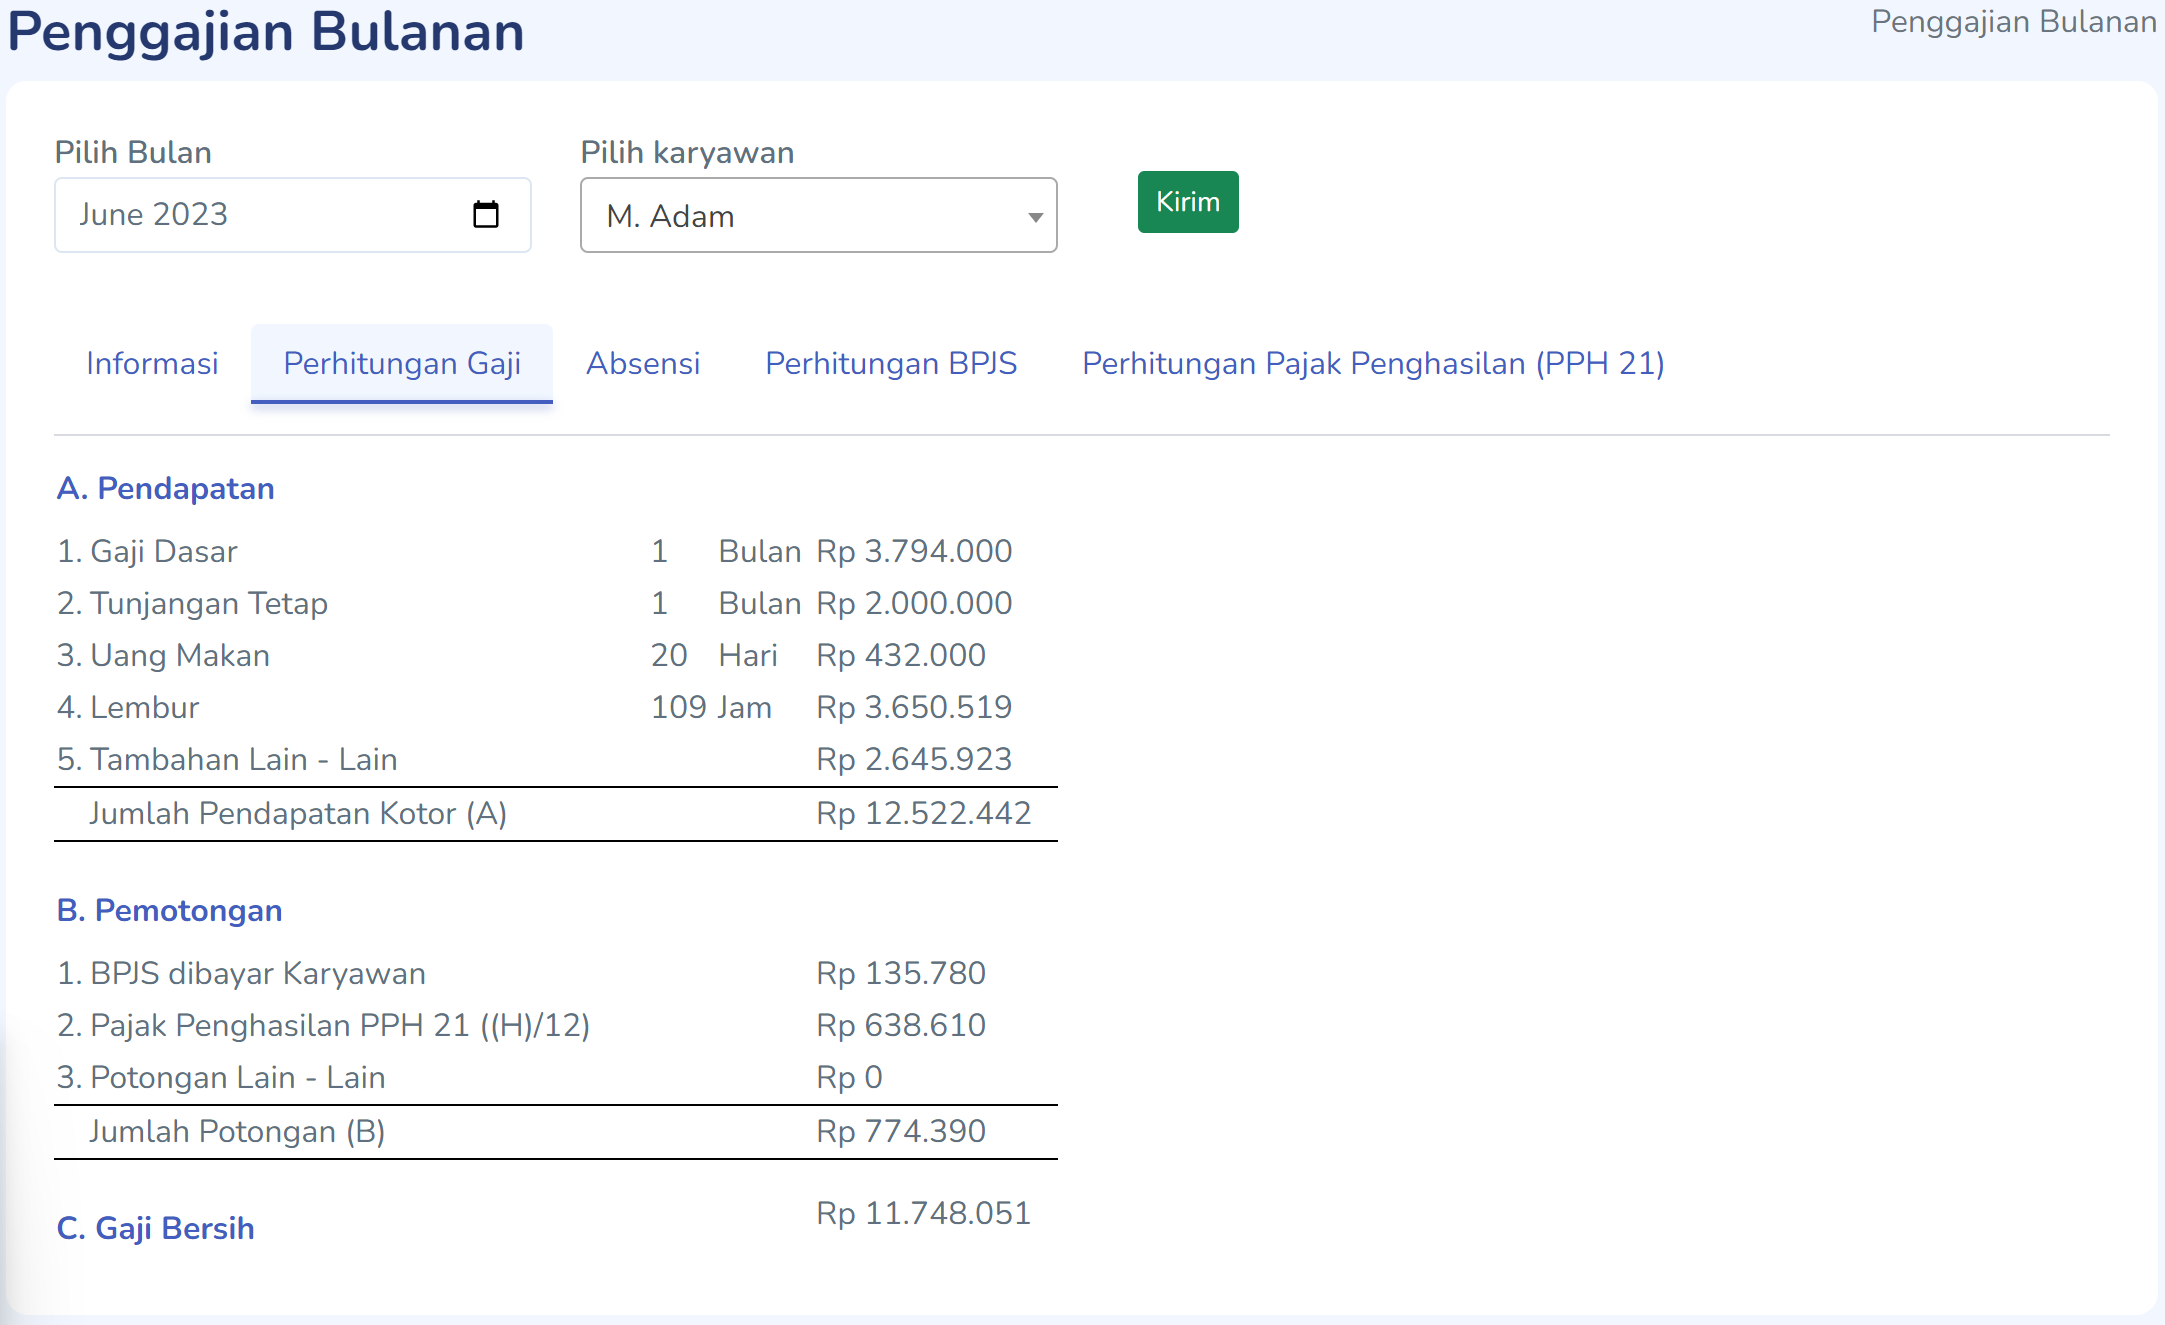 Penggajian Bulanan
Penggajian Bulanan
Pilih Bulan
Pilih karyawan
June 2023
M. Adam
Kirim
Informasi
Perhitungan Gaji
Absensi
Perhitungan BPJS
Perhitungan Pajak Penghasilan (PPH 21)
A. Pendapatan
1. Gaji Dasar 1 Bulan Rp 3.794.000
2. Tunjangan Tetap 1 Bulan Rp 2.000.000
3. Uang Makan 20 Hari Rp 432.000
4. Lembur 109 Jam Rp 3.650.519
5. Tambahan Lain - Lain Rp 2.645.923
Jumlah Pendapatan Kotor (A) Rp 12.522.442
B. Pemotongan
1. BPJS dibayar Karyawan Rp 135.780
2. Pajak Penghasilan PPH 21 ((H)/12) Rp 638.610
3. Potongan Lain - Lain Rp 0
Jumlah Potongan (B) Rp 774.390
C. Gaji Bersih Rp 11.748.051